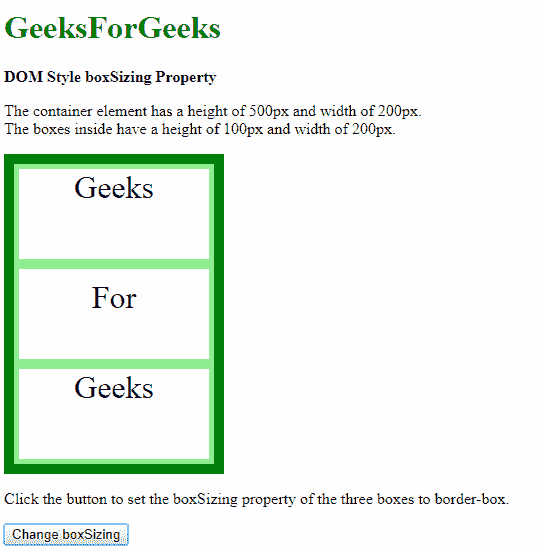 GeeksForGeeks
DOM Style boxSizing Property
The container element has a height of 500px and width of 200px.
The boxes inside have a height of 100px and width of 200px.
Geeks
For
Geeks
Click the button to set the boxSizing property of the three boxes to border-box.
Change boxSizing